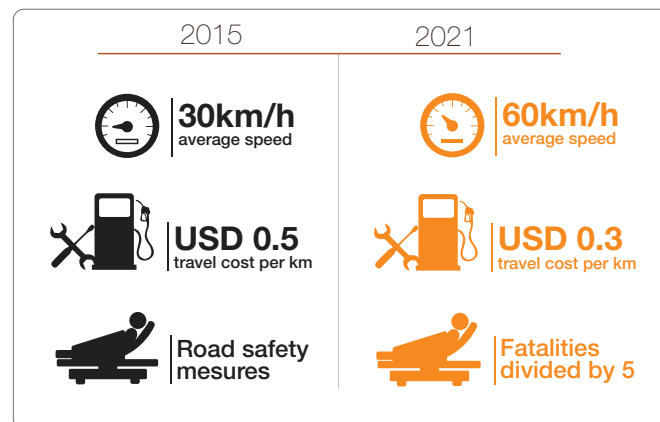 2015
2021
30km/h
average speed
60km/h
average speed
USD 0.5
travel cost per km
USD 0.3
travel cost per km
Road safety
mesures
Fatalities
divided by 5